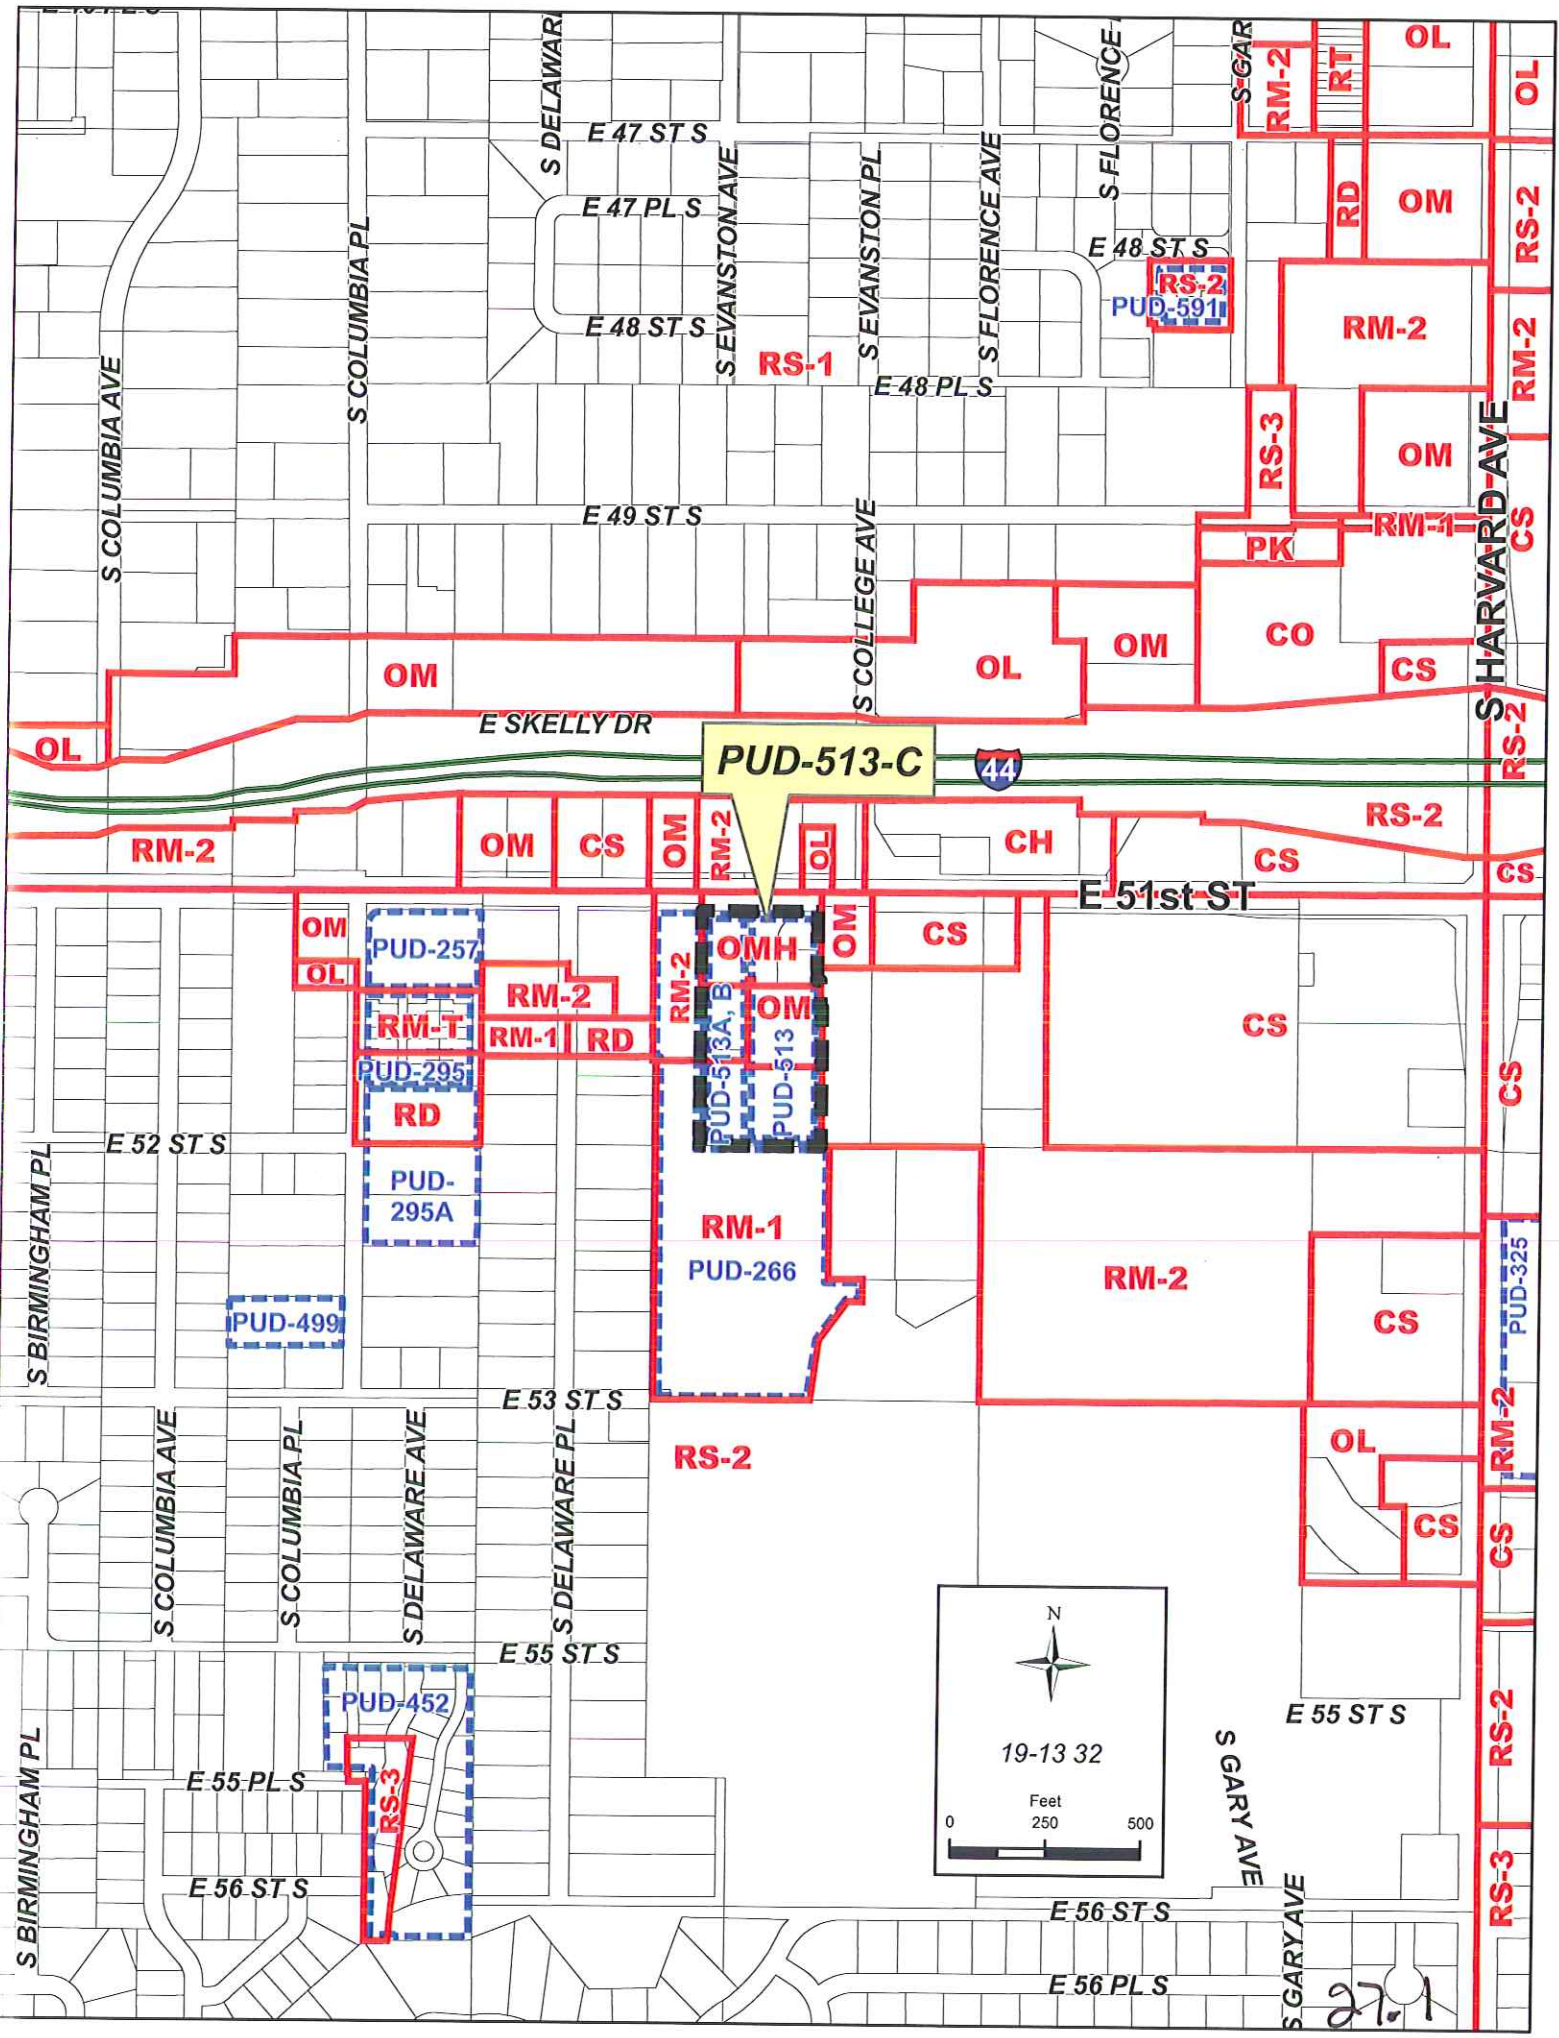 S DELAWARE
S FLORENCE
S GAR
RM-2
RT
OL
OL
E 47 ST S
E 47 PL S
S EVANSTON AVE
S EVANSTON PL
S FLORENCE AVE
RD
OM
RS-2
E 48 ST S
RS-2
PUD-591
S COLUMBIA PL
E 48 ST S
RS-1
RM-2
RM-2
E 48 PL S
S COLUMBIA AVE
RS-3
OM
S HARVARD AVE
E 49 ST S
S COLLEGE AVE
RM-1
CS
PK
CO
OM
OL
OM
CS
E SKELLY DR
OL
PUD-513-C
44
RS-2
RS-2
RM-2
OM
CS
OM
RM-2
OL
CH
CS
CS
E 51st ST
OM
PUD-257
OL
RM-2
RM-2
OMH
OM
CS
RM-T
RM-1
RD
PUD-513A, B
OM
PUD-513
CS
PUD-295
RD
CS
E 52 ST S
PUD-
295A
S BIRMINGHAM PL
RM-1
PUD-266
RM-2
PUD-325
PUD-499
CS
E 53 ST S
RM-2
S COLUMBIA AVE
S COLUMBIA PL
S DELAWARE AVE
S DELAWARE PL
RS-2
OL
CS
CS
N
19-13 32
Feet
0 250 500
E 55 ST S
PUD-452
RS-3
E 55 ST S
RS-2
S GARY AVE
E 55 PL S
S BIRMINGHAM PL
E 56 ST S
RS-3
E 56 ST S
S GARY AVE
E 56 PL S
27.1